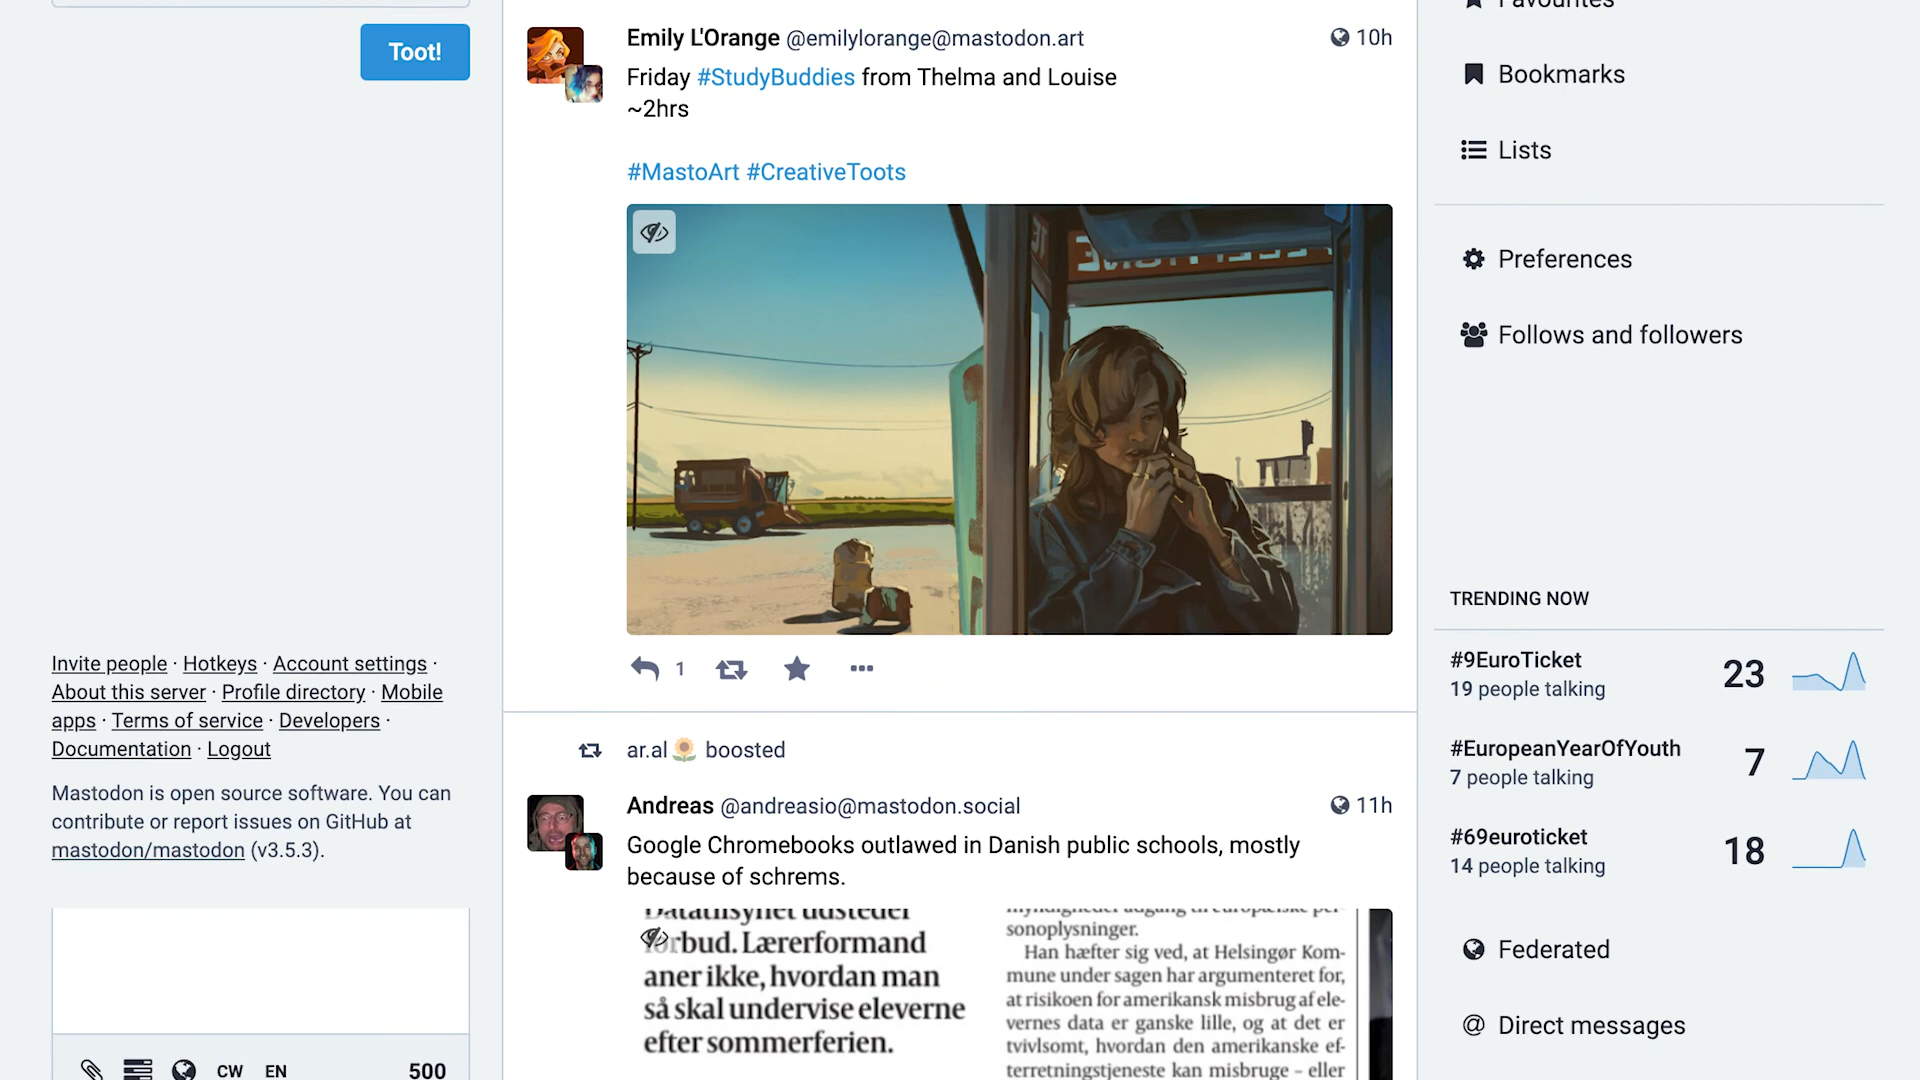 Toot!
Invite people · Hotkeys · Account settings ·
About this server · Profile directory · Mobile
apps · Terms of service · Developers ·
Documentation · Logout
Mastodon is open source software. You can
contribute or report issues on GitHub at
mastodon/mastodon (v3.5.3).
CW EN 500
Emily L'Orange @emilylorange@mastodon.art 10h
Friday #StudyBuddies from Thelma and Louise
~2hrs
#MastoArt #CreativeToots
1
ar.al boosted
Andreas @andreasio@mastodon.social 11h
Google Chromebooks outlawed in Danish public schools, mostly
because of schrems.
Datatilsynet udsteder
forbud. Lærerformand
aner ikke, hvordan man
så skal undervise eleverne
efter sommerferien.
sonoplysninger.
Han hæfter sig ved, at Helsingør Kom-
mune under sagen har argumenteret for,
at risikoen for amerikansk misbrug af ele-
vernes data er ganske lille, og at det er
tvivlsomt, hvordan den amerikanske ef-
terretningstjeneste kan misbruge – eller
Favourites
Bookmarks
Lists
Preferences
Follows and followers
TRENDING NOW
#9EuroTicket 23
19 people talking
#EuropeanYearOfYouth 7
7 people talking
#69euroticket 18
14 people talking
Federated
@ Direct messages